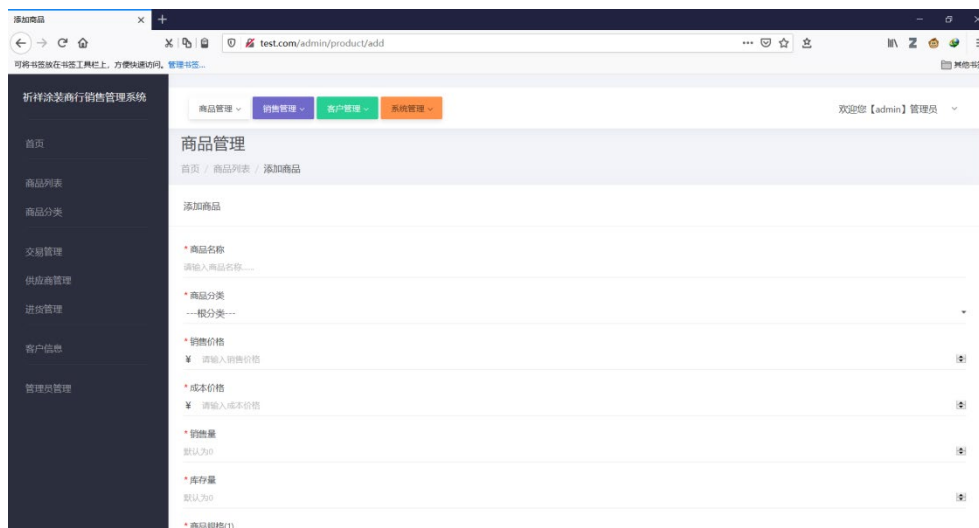 添加商品
test.com/admin/product/add
可将书签放在书签工具栏上，方便快速访问。管理书签...
其他书签
祈祥涂装商行销售管理系统
商品管理
销售管理
客户管理
系统管理
欢迎您【admin】管理员
首页
商品列表
商品分类
交易管理
供应商管理
进货管理
客户信息
管理员管理
商品管理
首页 / 商品列表 / 添加商品
添加商品
* 商品名称
请输入商品名称......
* 商品分类
---根分类---
* 销售价格
¥ 请输入销售价格
* 成本价格
¥ 请输入成本价格
* 销售量
默认为0
* 库存量
默认为0
* 商品规格(1)